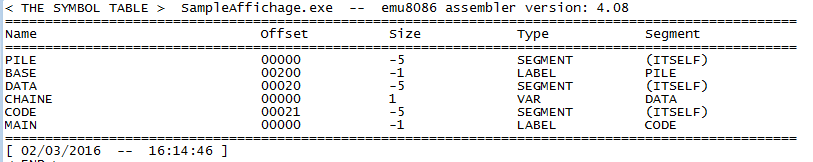 < THE SYMBOL TABLE > SampleAffichage.exe -- emu8086 assembler version: 4.08
Name Offset Size Type Segment
PILE 00000 -5 SEGMENT (ITSELF)
BASE 00200 -1 LABEL PILE
DATA 00020 -5 SEGMENT (ITSELF)
CHAINE 00000 1 VAR DATA
CODE 00021 -5 SEGMENT (ITSELF)
MAIN 00000 -1 LABEL CODE
[ 02/03/2016 -- 16:14:46 ]